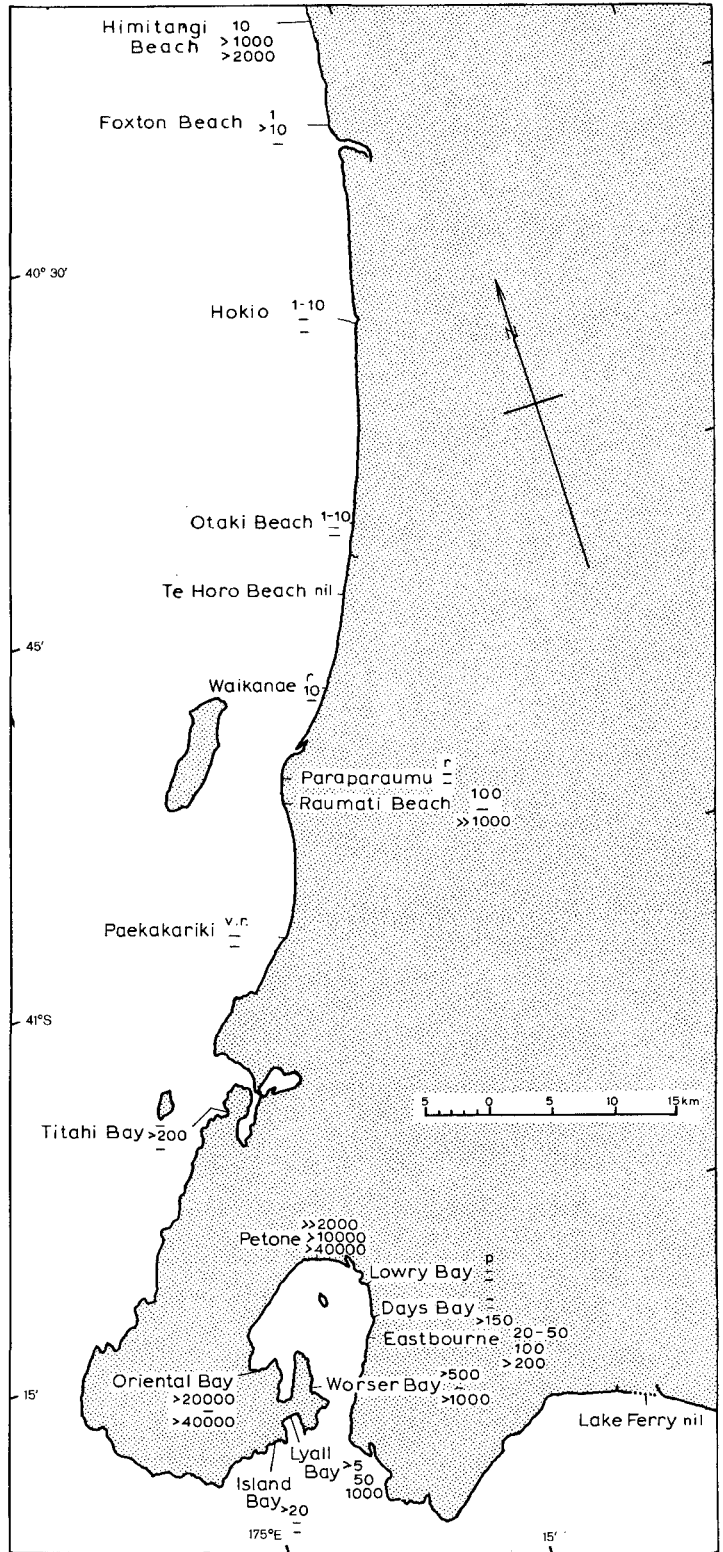 Himitangi 10
Beach >1000
>2000
Foxton Beach 1
>10
–
40° 30'
Hokio 1-10
–
–
N
Otaki Beach 1-10
–
–
Te Horo Beach nil
45'
Waikanae r
10
–
Paraparaumu r
–
–
Raumati Beach 100
–
≫1000
Paekakariki v.r.
–
–
41°S
5 0 5 10 15 km
Titahi Bay –
>200
–
≫2000
Petone >10000
>40000
Lowry Bay p
–
–
Days Bay –
–
>150
Eastbourne 20-50
100
>200
Oriental Bay
>20000
–
>40000
Worser Bay >500
–
>1000
15'
Lake Ferry nil
Lyall
Bay >5
50
1000
Island
Bay >20
–
–
175°E
15'